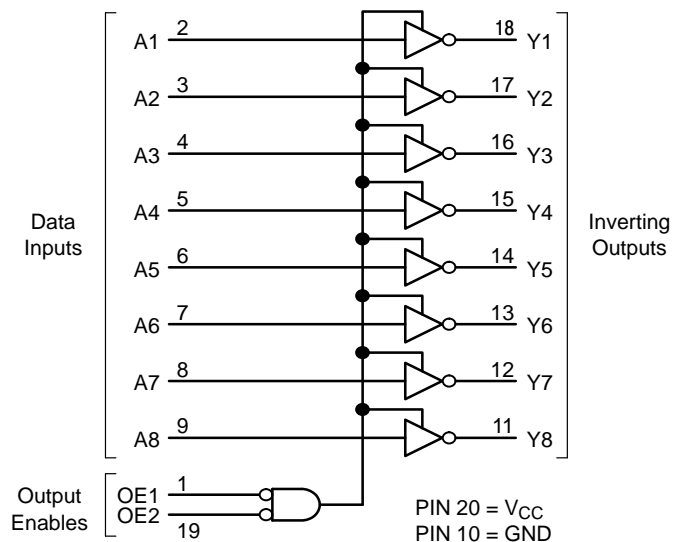 A1 2 18 Y1
A2 3 17 Y2
A3 4 16 Y3
A4 5 15 Y4
Data
Inputs
Inverting
Outputs
A5 6 14 Y5
A6 7 13 Y6
A7 8 12 Y7
A8 9 11 Y8
Output
Enables
OE1 1
OE2
19
PIN 20 = VCC
PIN 10 = GND